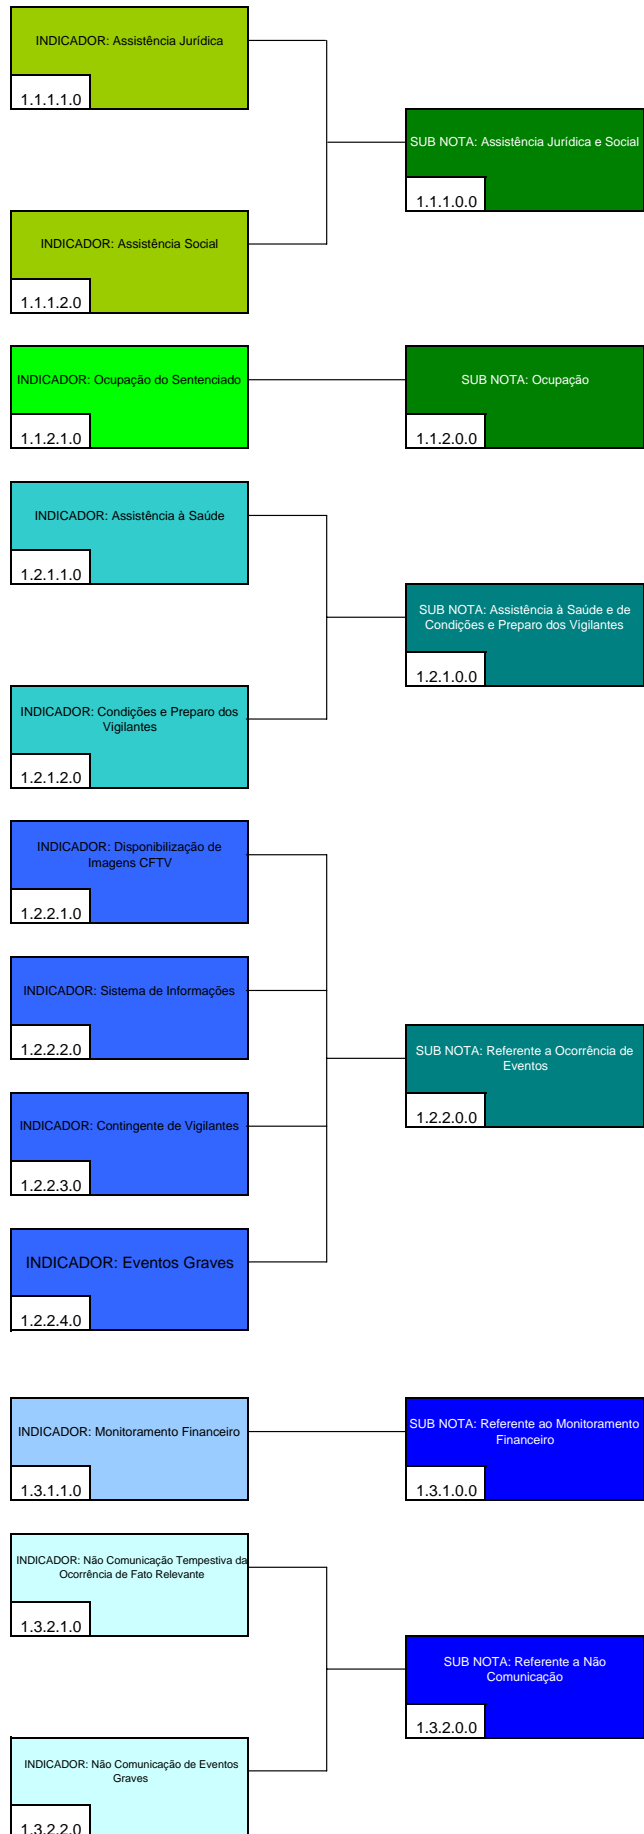 INDICADOR: Assistência Jurídica
1.1.1.1.0
SUB NOTA: Assistência Jurídica e Social
1.1.1.0.0
INDICADOR: Assistência Social
1.1.1.2.0
INDICADOR: Ocupação do Sentenciado
1.1.2.1.0
SUB NOTA: Ocupação
1.1.2.0.0
INDICADOR: Assistência à Saúde
1.2.1.1.0
SUB NOTA: Assistência à Saúde e de
Condições e Preparo dos Vigilantes
1.2.1.0.0
INDICADOR: Condições e Preparo dos
Vigilantes
1.2.1.2.0
INDICADOR: Disponibilização de
Imagens CFTV
1.2.2.1.0
INDICADOR: Sistema de Informações
1.2.2.2.0
SUB NOTA: Referente a Ocorrência de
Eventos
1.2.2.0.0
INDICADOR: Contingente de Vigilantes
1.2.2.3.0
INDICADOR: Eventos Graves
1.2.2.4.0
INDICADOR: Monitoramento Financeiro
1.3.1.1.0
SUB NOTA: Referente ao Monitoramento
Financeiro
1.3.1.0.0
INDICADOR: Não Comunicação Tempestiva da
Ocorrência de Fato Relevante
1.3.2.1.0
SUB NOTA: Referente a Não
Comunicação
1.3.2.0.0
INDICADOR: Não Comunicação de Eventos
Graves
1.3.2.2.0